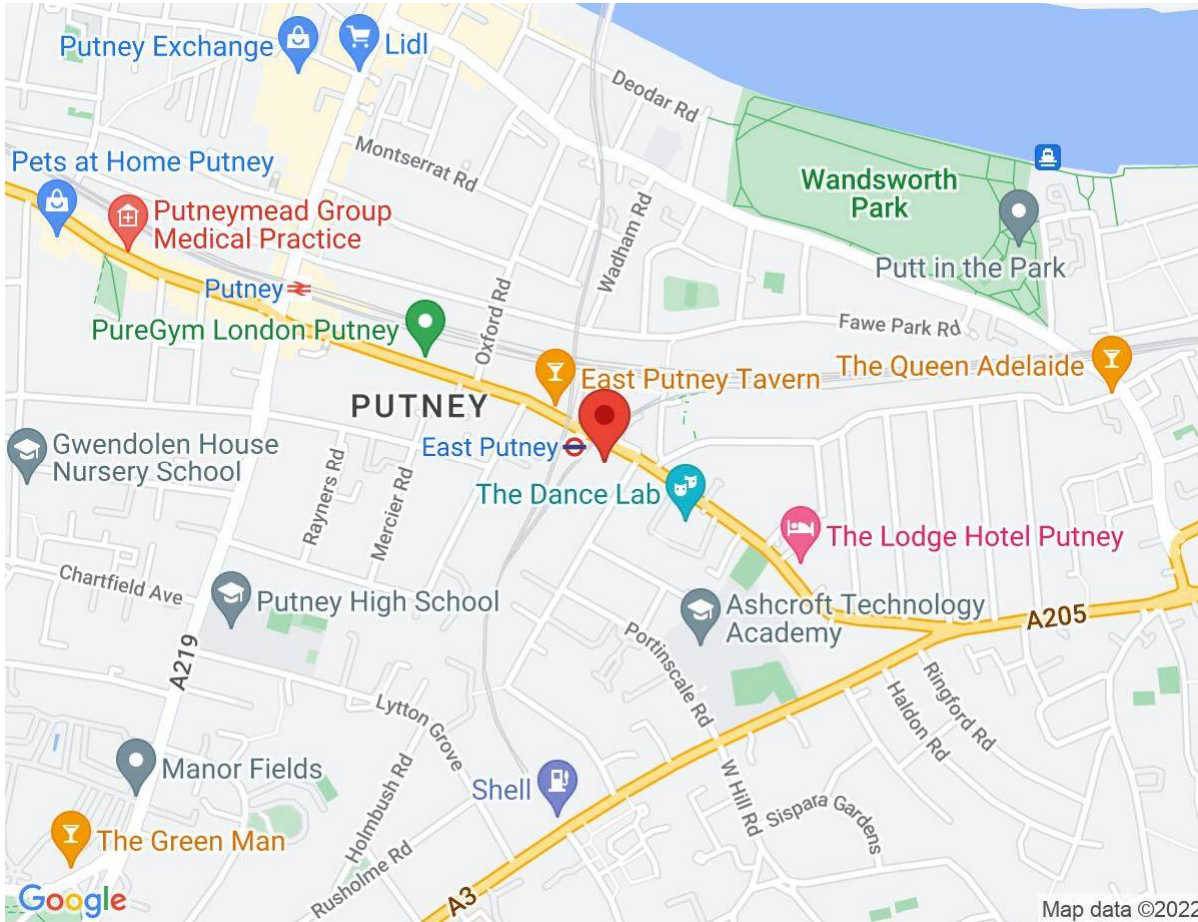 Putney Exchange
Lidl
Deodar Rd
Montserrat Rd
Pets at Home Putney
Wandsworth
Park
Putneymead Group
Medical Practice
Wadham Rd
Putt in the Park
Putney
Oxford Rd
PureGym London Putney
Fawe Park Rd
The Queen Adelaide
East Putney Tavern
PUTNEY
Gwendolen House
Nursery School
East Putney
Rayners Rd
Mercier Rd
The Dance Lab
The Lodge Hotel Putney
Chartfield Ave
Putney High School
Ashcroft Technology
Academy
A205
A219
Portinscale Rd
Ringford Rd
Haldon Rd
Lytton Grove
Manor Fields
Holmbush Rd
Shell
W Hill Rd
Sispara Gardens
The Green Man
Rusholme Rd
A3
Google
Map data ©2022